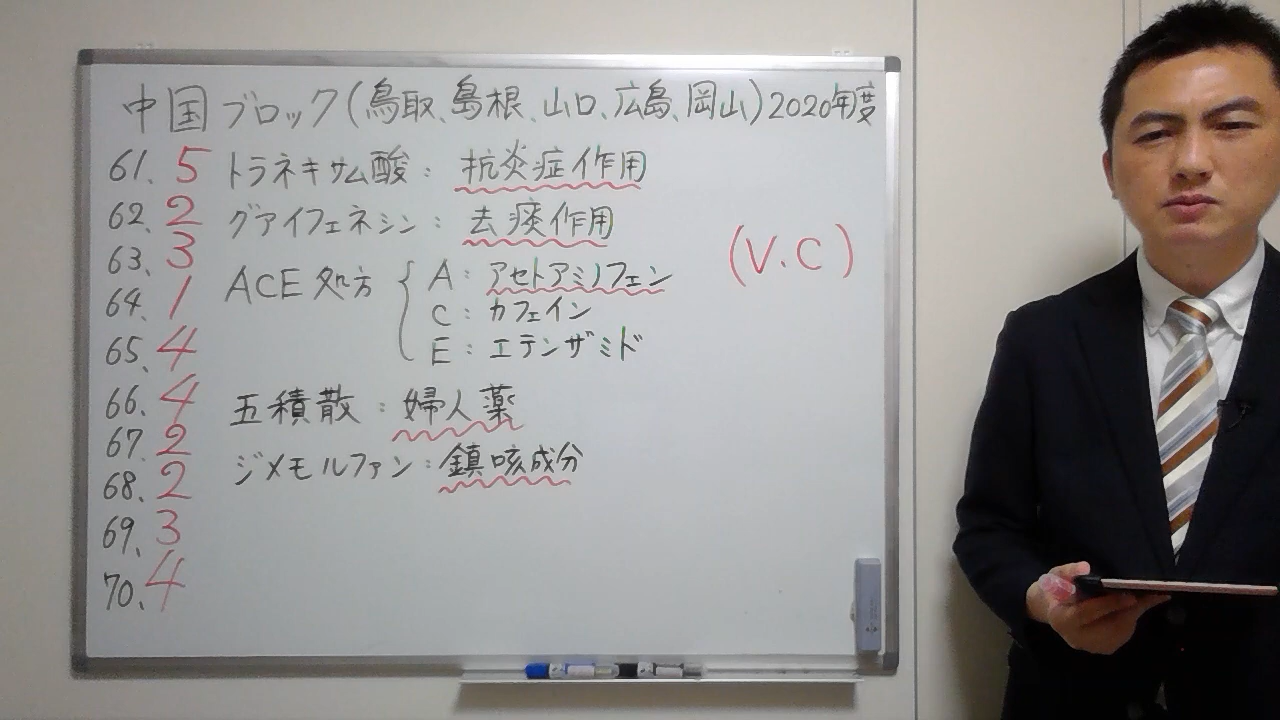 中国ブロック(鳥取、島根、山口、広島、岡山)2020年度
61. 5 トラネキサム酸: 抗炎症作用
62. 2 グアイフェネシン: 去痰作用
(V.C)
63. 3
ACE処方 { A: アセトアミノフェン
64. 1
C: カフェイン
65. 4
E: エテンザミド
66. 4 五積散: 婦人薬
67. 2
68. 2 ジメモルファン: 鎮咳成分
69. 3
70. 4